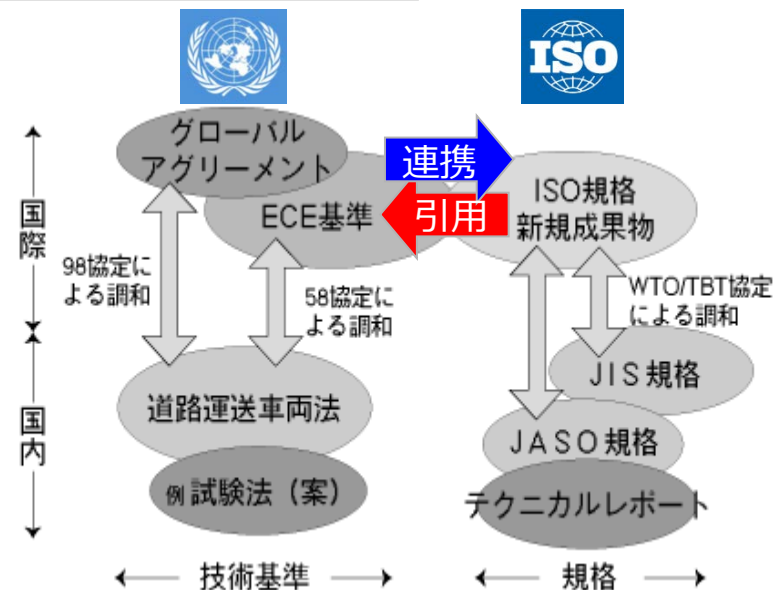 ISO
グローバル
アグリーメント
連携
ECE基準
引用
ISO規格
新規成果物
国際
98協定に
よる調和
58協定に
よる調和
WTO/TBT協定
による調和
JIS規格
国内
道路運送車両法
JASO規格
例 試験法（案）
テクニカルレポート
技術基準
規格